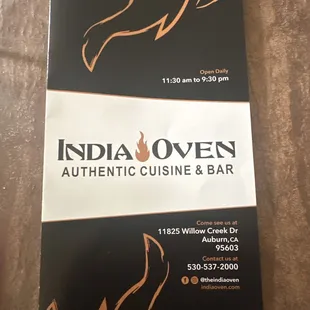 Open Daily
11:30 am to 9:30 pm
INDIA OVEN
AUTHENTIC CUISINE & BAR
Come see us at
11825 Willow Creek Dr
Auburn,CA
95603
Contact us at
530-537-2000
@theindiaoven
indiaoven.com